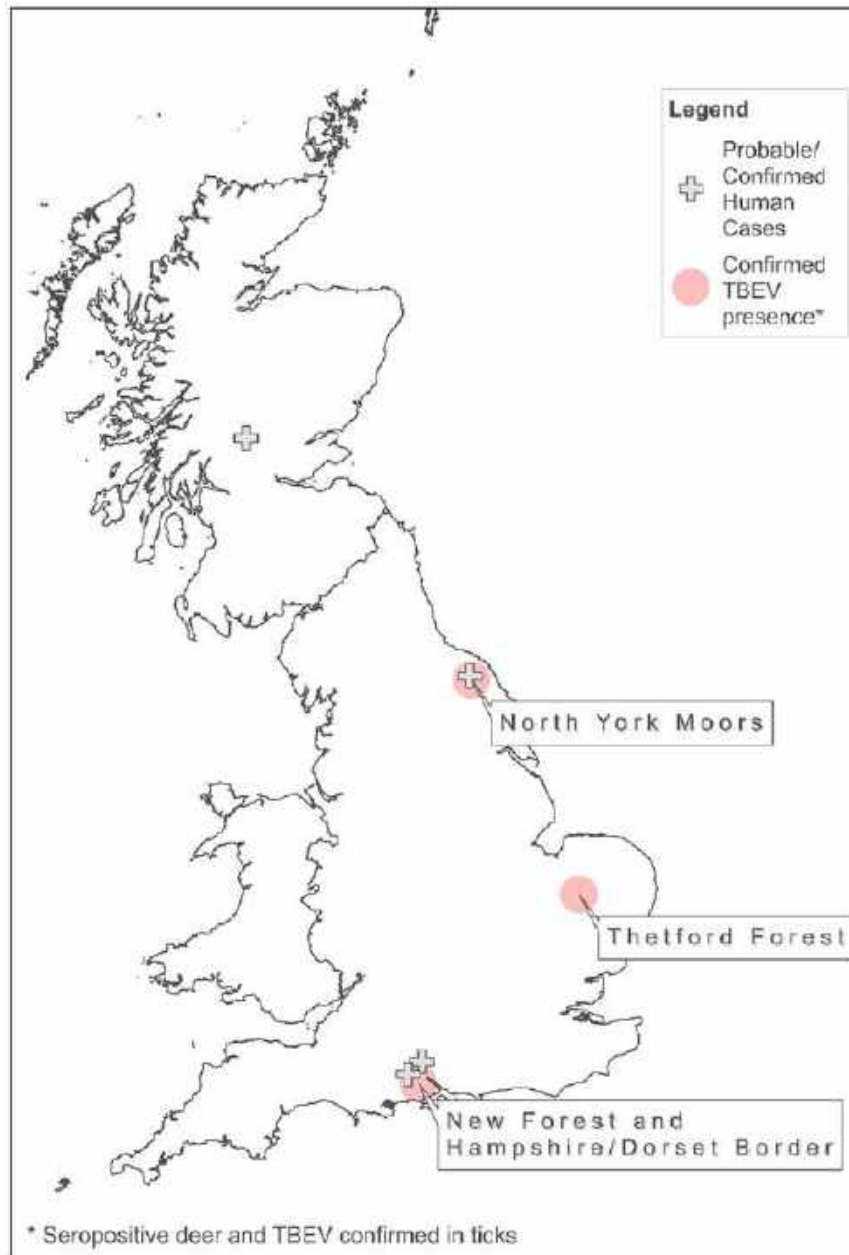 Legend
Probable/
Confirmed
Human
Cases
Confirmed
TBEV
presence*
North York Moors
Thetford Forest
New Forest and
Hampshire/Dorset Border
* Seropositive deer and TBEV confirmed in ticks